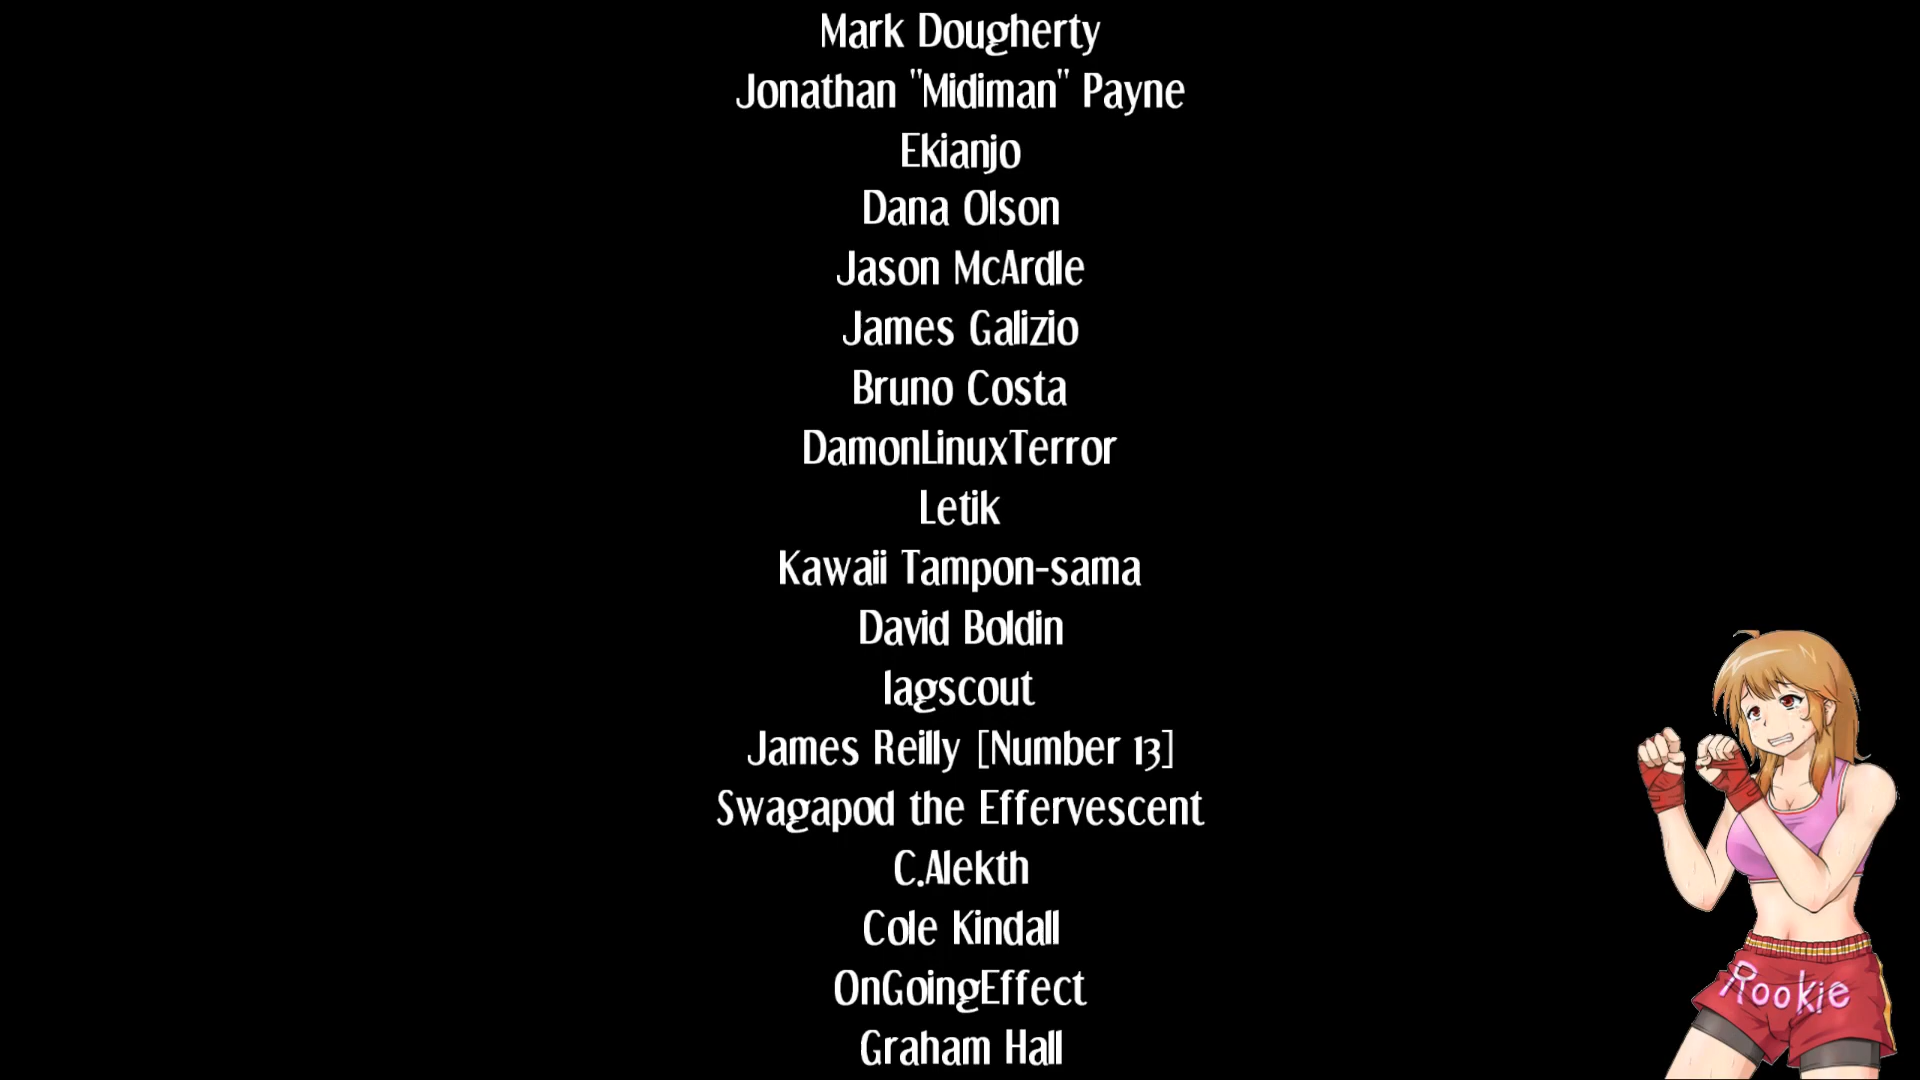 Mark Dougherty
Jonathan "Midiman" Payne
Ekianjo
Dana Olson
Jason McArdle
James Galizio
Bruno Costa
DamonLinuxTerror
Letik
Kawaii Tampon-sama
David Boldin
lagscout
James Reilly [Number 13]
Swagapod the Effervescent
C.Alekth
Cole Kindall
OnGoingEffect
Graham Hall
Rookie